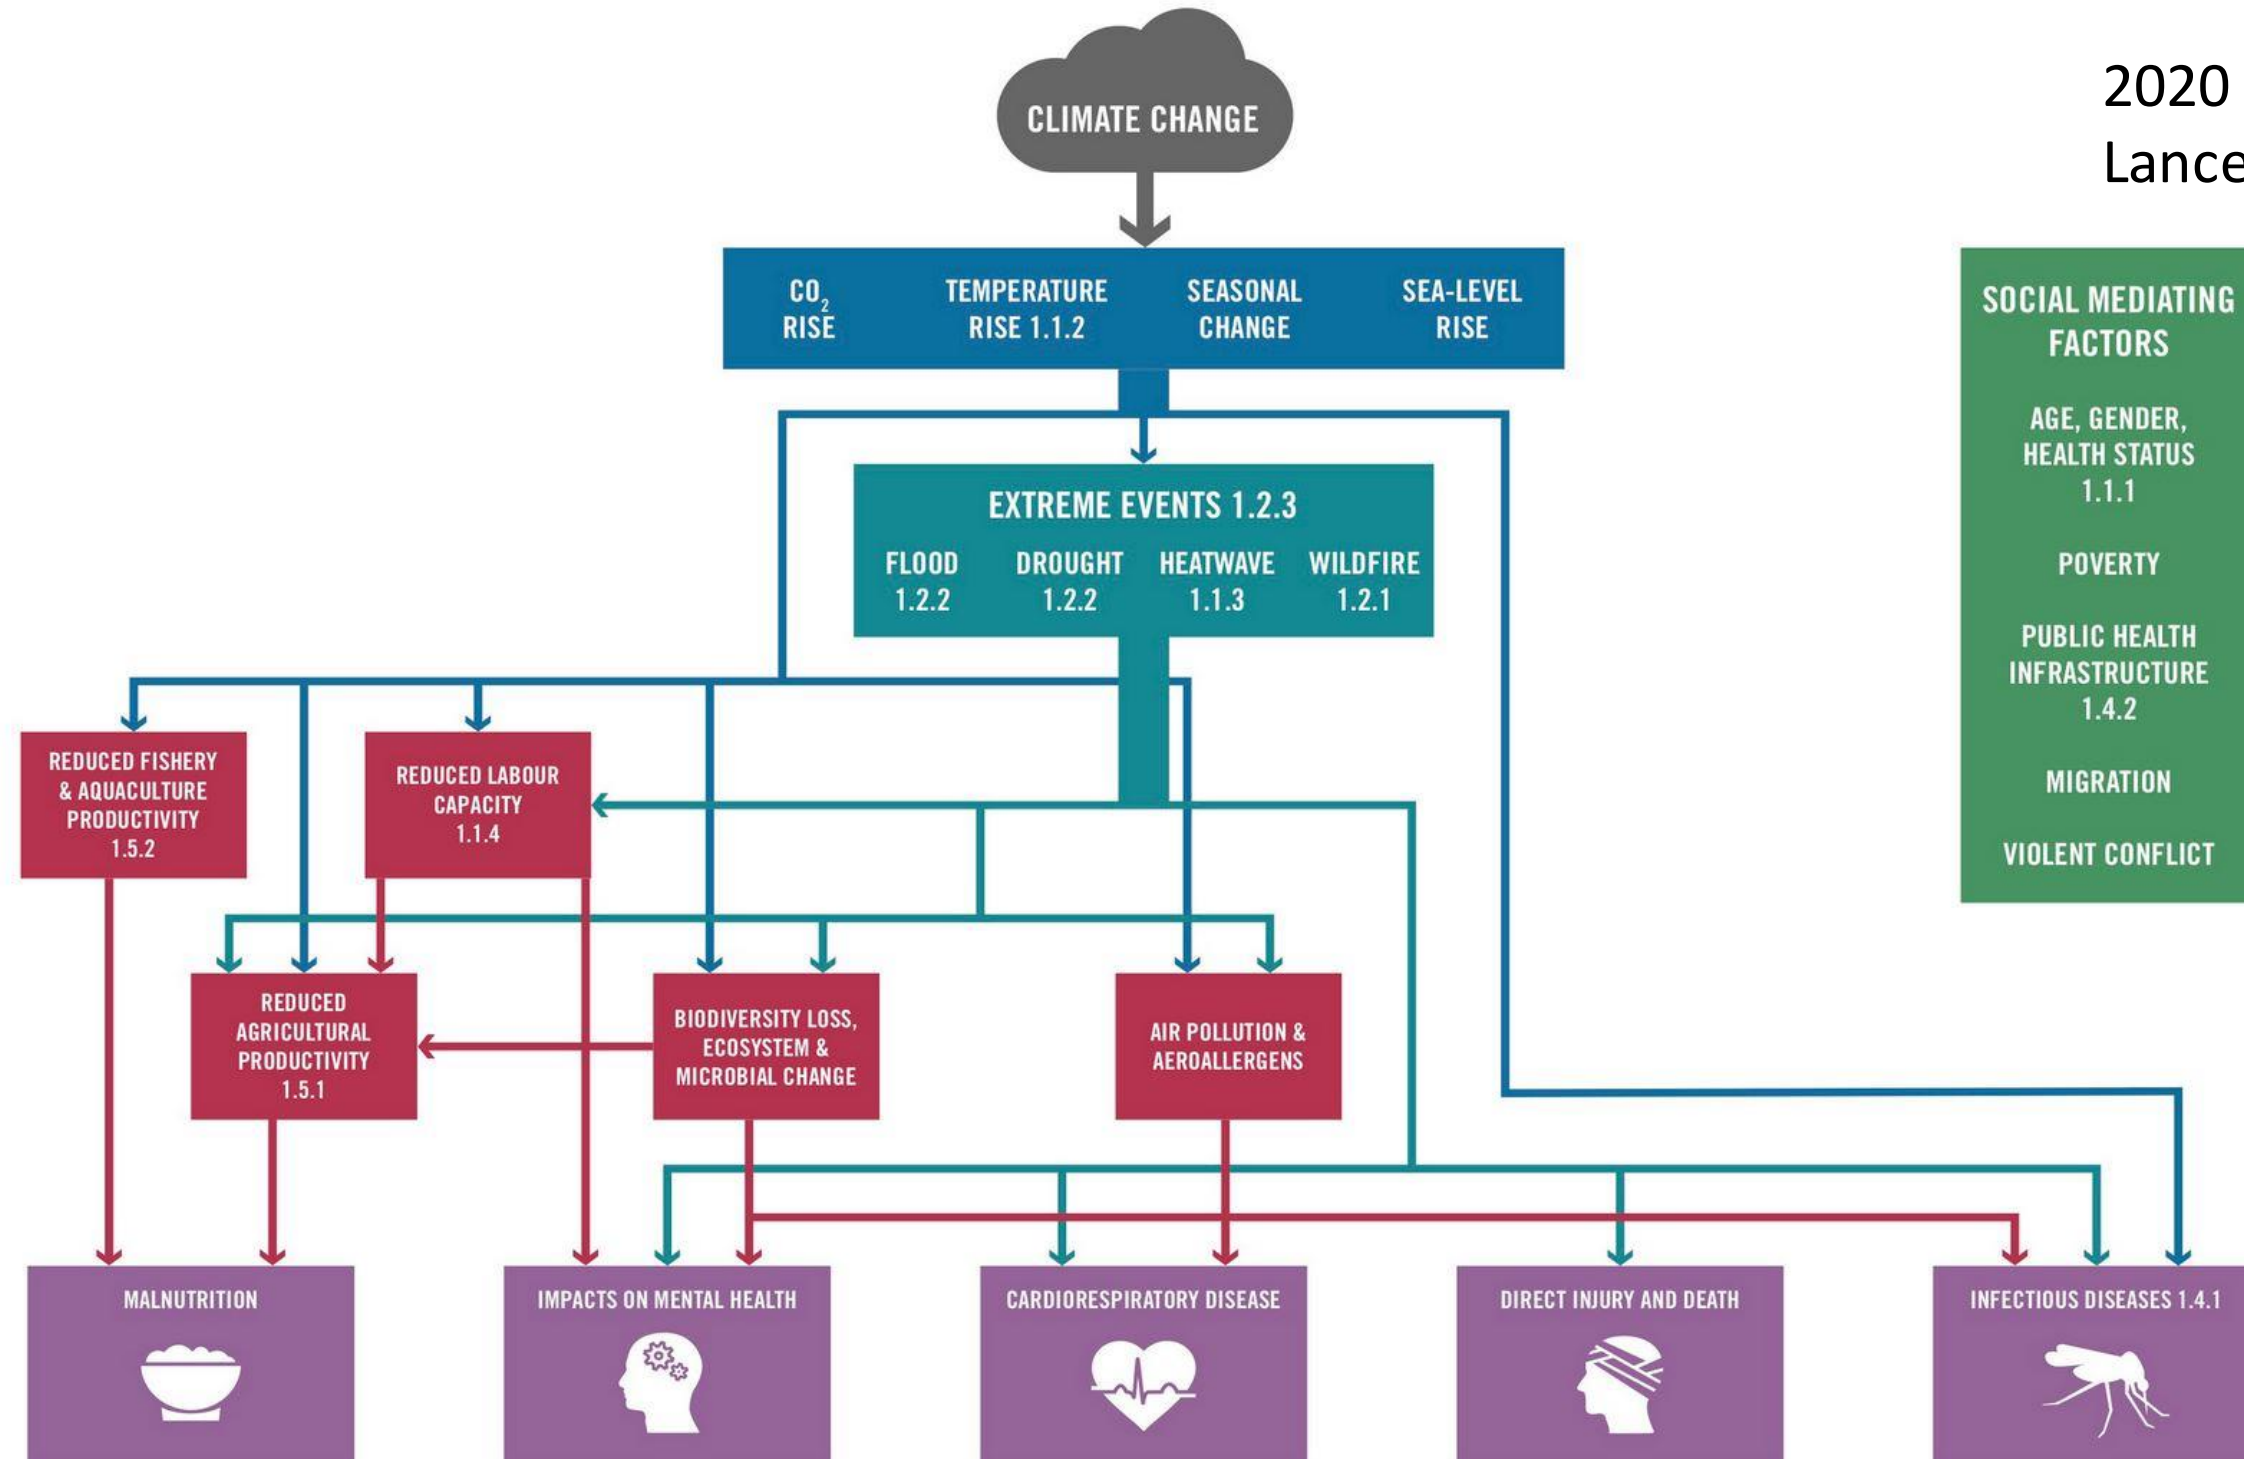 2020
Lance
CLIMATE CHANGE
CO₂
RISE
TEMPERATURE
RISE 1.1.2
SEASONAL
CHANGE
SEA-LEVEL
RISE
SOCIAL MEDIATING
FACTORS
AGE, GENDER,
HEALTH STATUS
1.1.1
POVERTY
PUBLIC HEALTH
INFRASTRUCTURE
1.4.2
MIGRATION
VIOLENT CONFLICT
EXTREME EVENTS 1.2.3
FLOOD
1.2.2
DROUGHT
1.2.2
HEATWAVE
1.1.3
WILDFIRE
1.2.1
REDUCED FISHERY
& AQUACULTURE
PRODUCTIVITY
1.5.2
REDUCED LABOUR
CAPACITY
1.1.4
REDUCED
AGRICULTURAL
PRODUCTIVITY
1.5.1
BIODIVERSITY LOSS,
ECOSYSTEM &
MICROBIAL CHANGE
AIR POLLUTION &
AEROALLERGENS
MALNUTRITION
IMPACTS ON MENTAL HEALTH
CARDIORESPIRATORY DISEASE
DIRECT INJURY AND DEATH
INFECTIOUS DISEASES 1.4.1